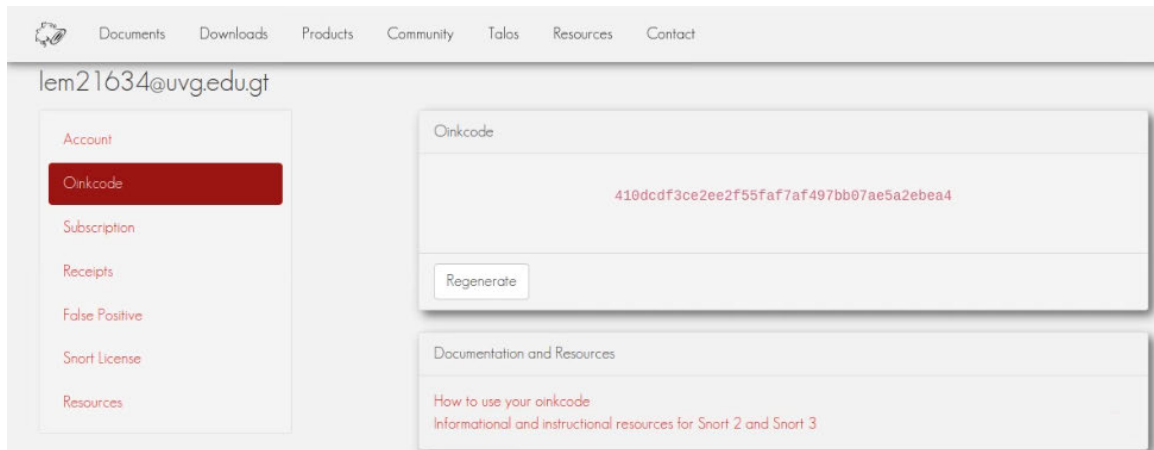 Documents Downloads Products Community Talos Resources Contact
lem21634@uvg.edu.gt
Account
Oinkcode
Subscription
Receipts
False Positive
Snort License
Resources
Oinkcode
410dcdf3ce2ee2f55faf7af497bb07ae5a2ebea4
Regenerate
Documentation and Resources
How to use your oinkcode
Informational and instructional resources for Snort 2 and Snort 3